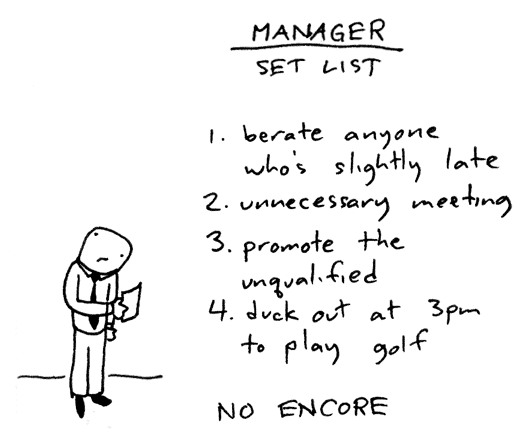 MANAGER
SET LIST
1. berate anyone
who's slightly late
2. unnecessary meeting
3. promote the
unqualified
4. duck out at 3pm
to play golf
NO ENCORE